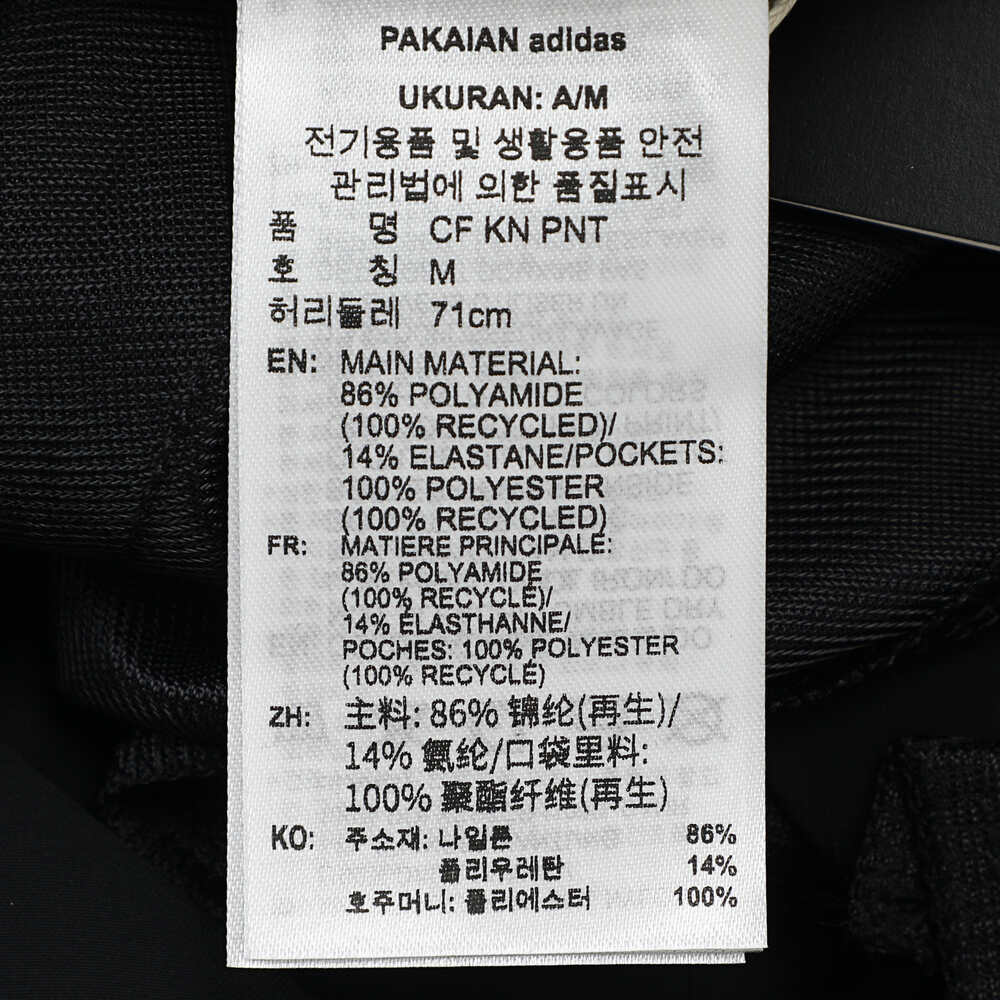 PAKAIAN adidas
UKURAN: A/M
전기용품 및 생활용품 안전
관리법에 의한 품질표시
품 명 CF KN PNT
호 칭 M
허리둘레 71cm
EN: MAIN MATERIAL:
86% POLYAMIDE
(100% RECYCLED)/
14% ELASTANE/POCKETS:
100% POLYESTER
(100% RECYCLED)
FR: MATIERE PRINCIPALE:
86% POLYAMIDE
(100% RECYCLÉ)/
14% ÉLASTHANNE/
POCHES: 100% POLYESTER
(100% RECYCLÉ)
ZH: 主料: 86% 锦纶(再生)/
14% 氨纶/口袋里料:
100% 聚酯纤维(再生)
KO: 주소재: 나일론 86%
폴리우레탄 14%
호주머니: 폴리에스터 100%